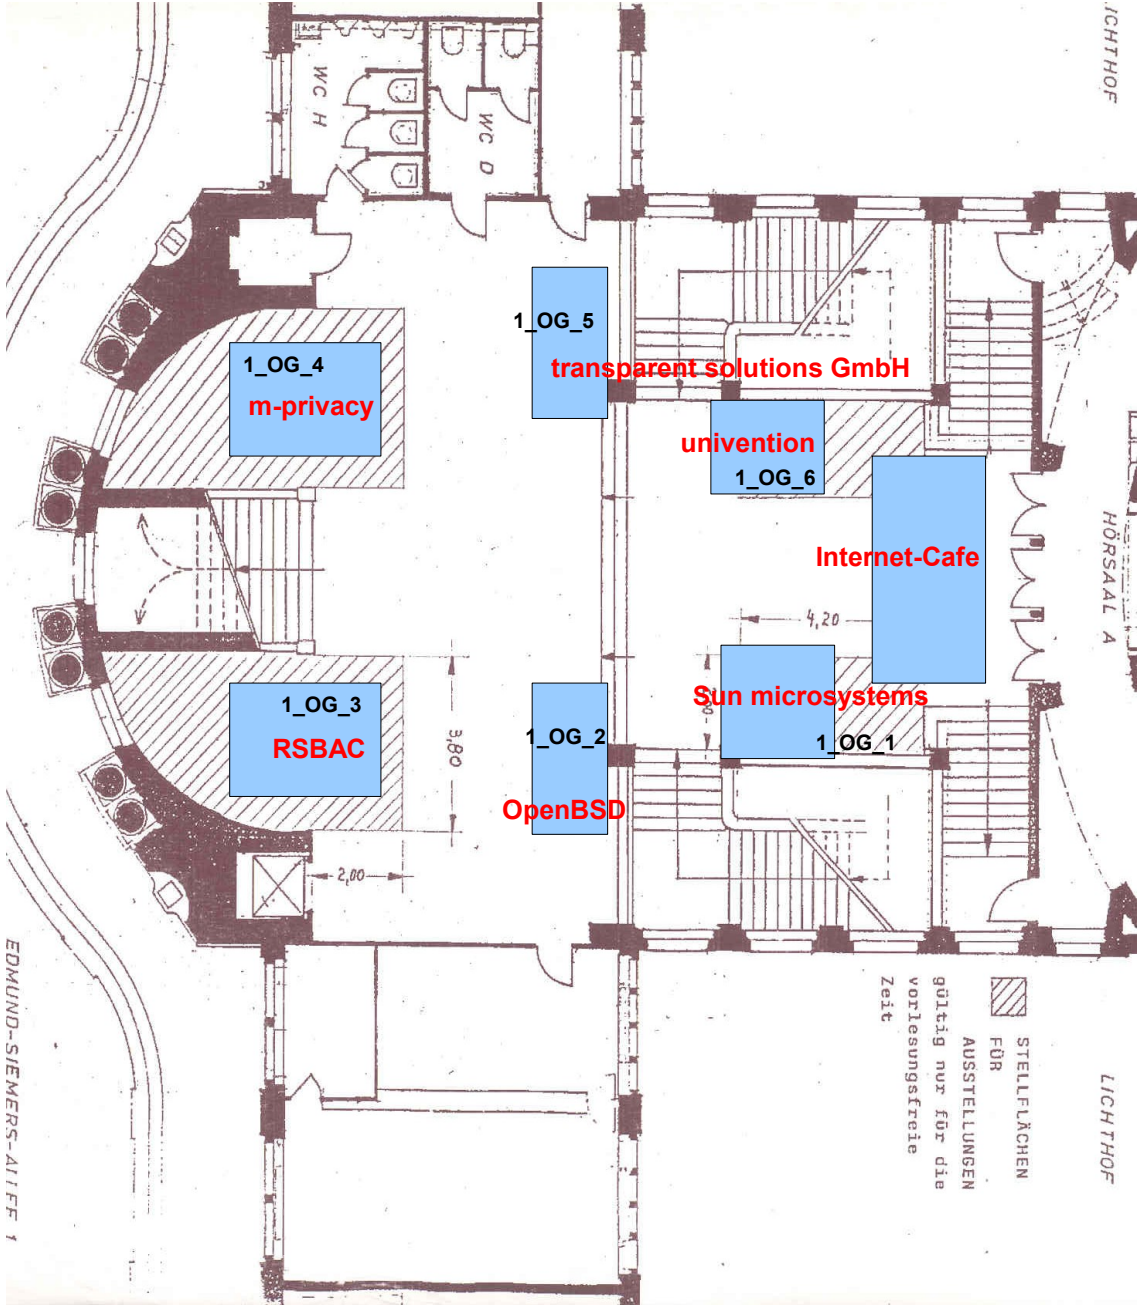 LICHTHOF
WC H
WC D
1_OG_5
transparent solutions GmbH
1_OG_4
m-privacy
univention
1_OG_6
Internet-Cafe
HÖRSAAL A
4,20
Sun microsystems
1_OG_1
1_OG_3
RSBAC
3,80
1_OG_2
OpenBSD
2,00
STELLFLÄCHEN
FÜR
AUSSTELLUNGEN
gültig nur für die
vorlesungsfreie
Zeit
LICHTHOF
EDMUND-SIEMERS-ALLEE 1